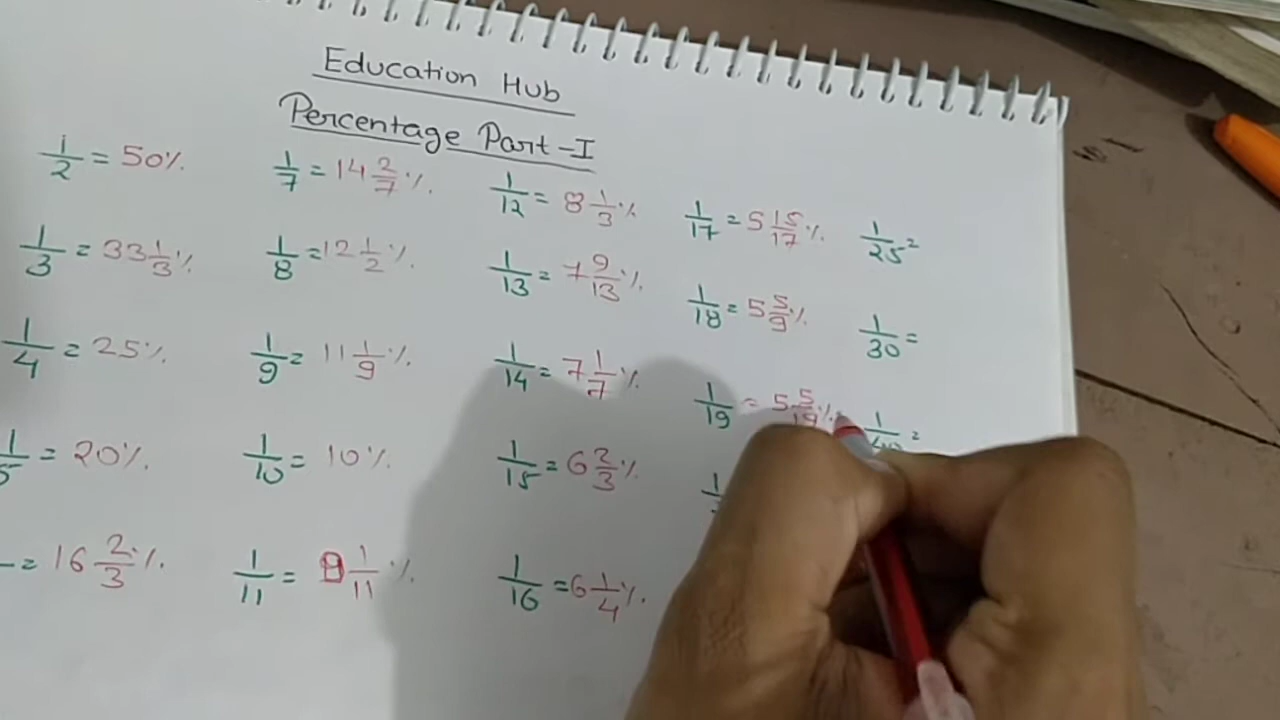 Education Hub
Percentage Part-I
1/2 = 50%
1/3 = 33 1/3 %
1/4 = 25%
1/5 = 20%
= 16 2/3 %
1/7 = 14 2/7 %
1/8 = 12 1/2 %
1/9 = 11 1/9 %
1/10 = 10%
1/11 = 9 1/11 %
1/12 = 8 1/3 %
1/13 = 7 9/13 %
1/14 = 7 1/7 %
1/15 = 6 2/3 %
1/16 = 6 1/4 %
1/17 = 5 15/17 %
1/18 = 5 5/9 %
1/19 = 5 5/19 %
1/25 =
1/30 =
1/40 =